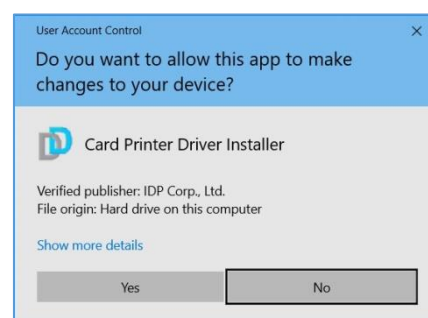 User Account Control
Do you want to allow this app to make
changes to your device?
Card Printer Driver Installer
Verified publisher: IDP Corp., Ltd.
File origin: Hard drive on this computer
Show more details
Yes
No